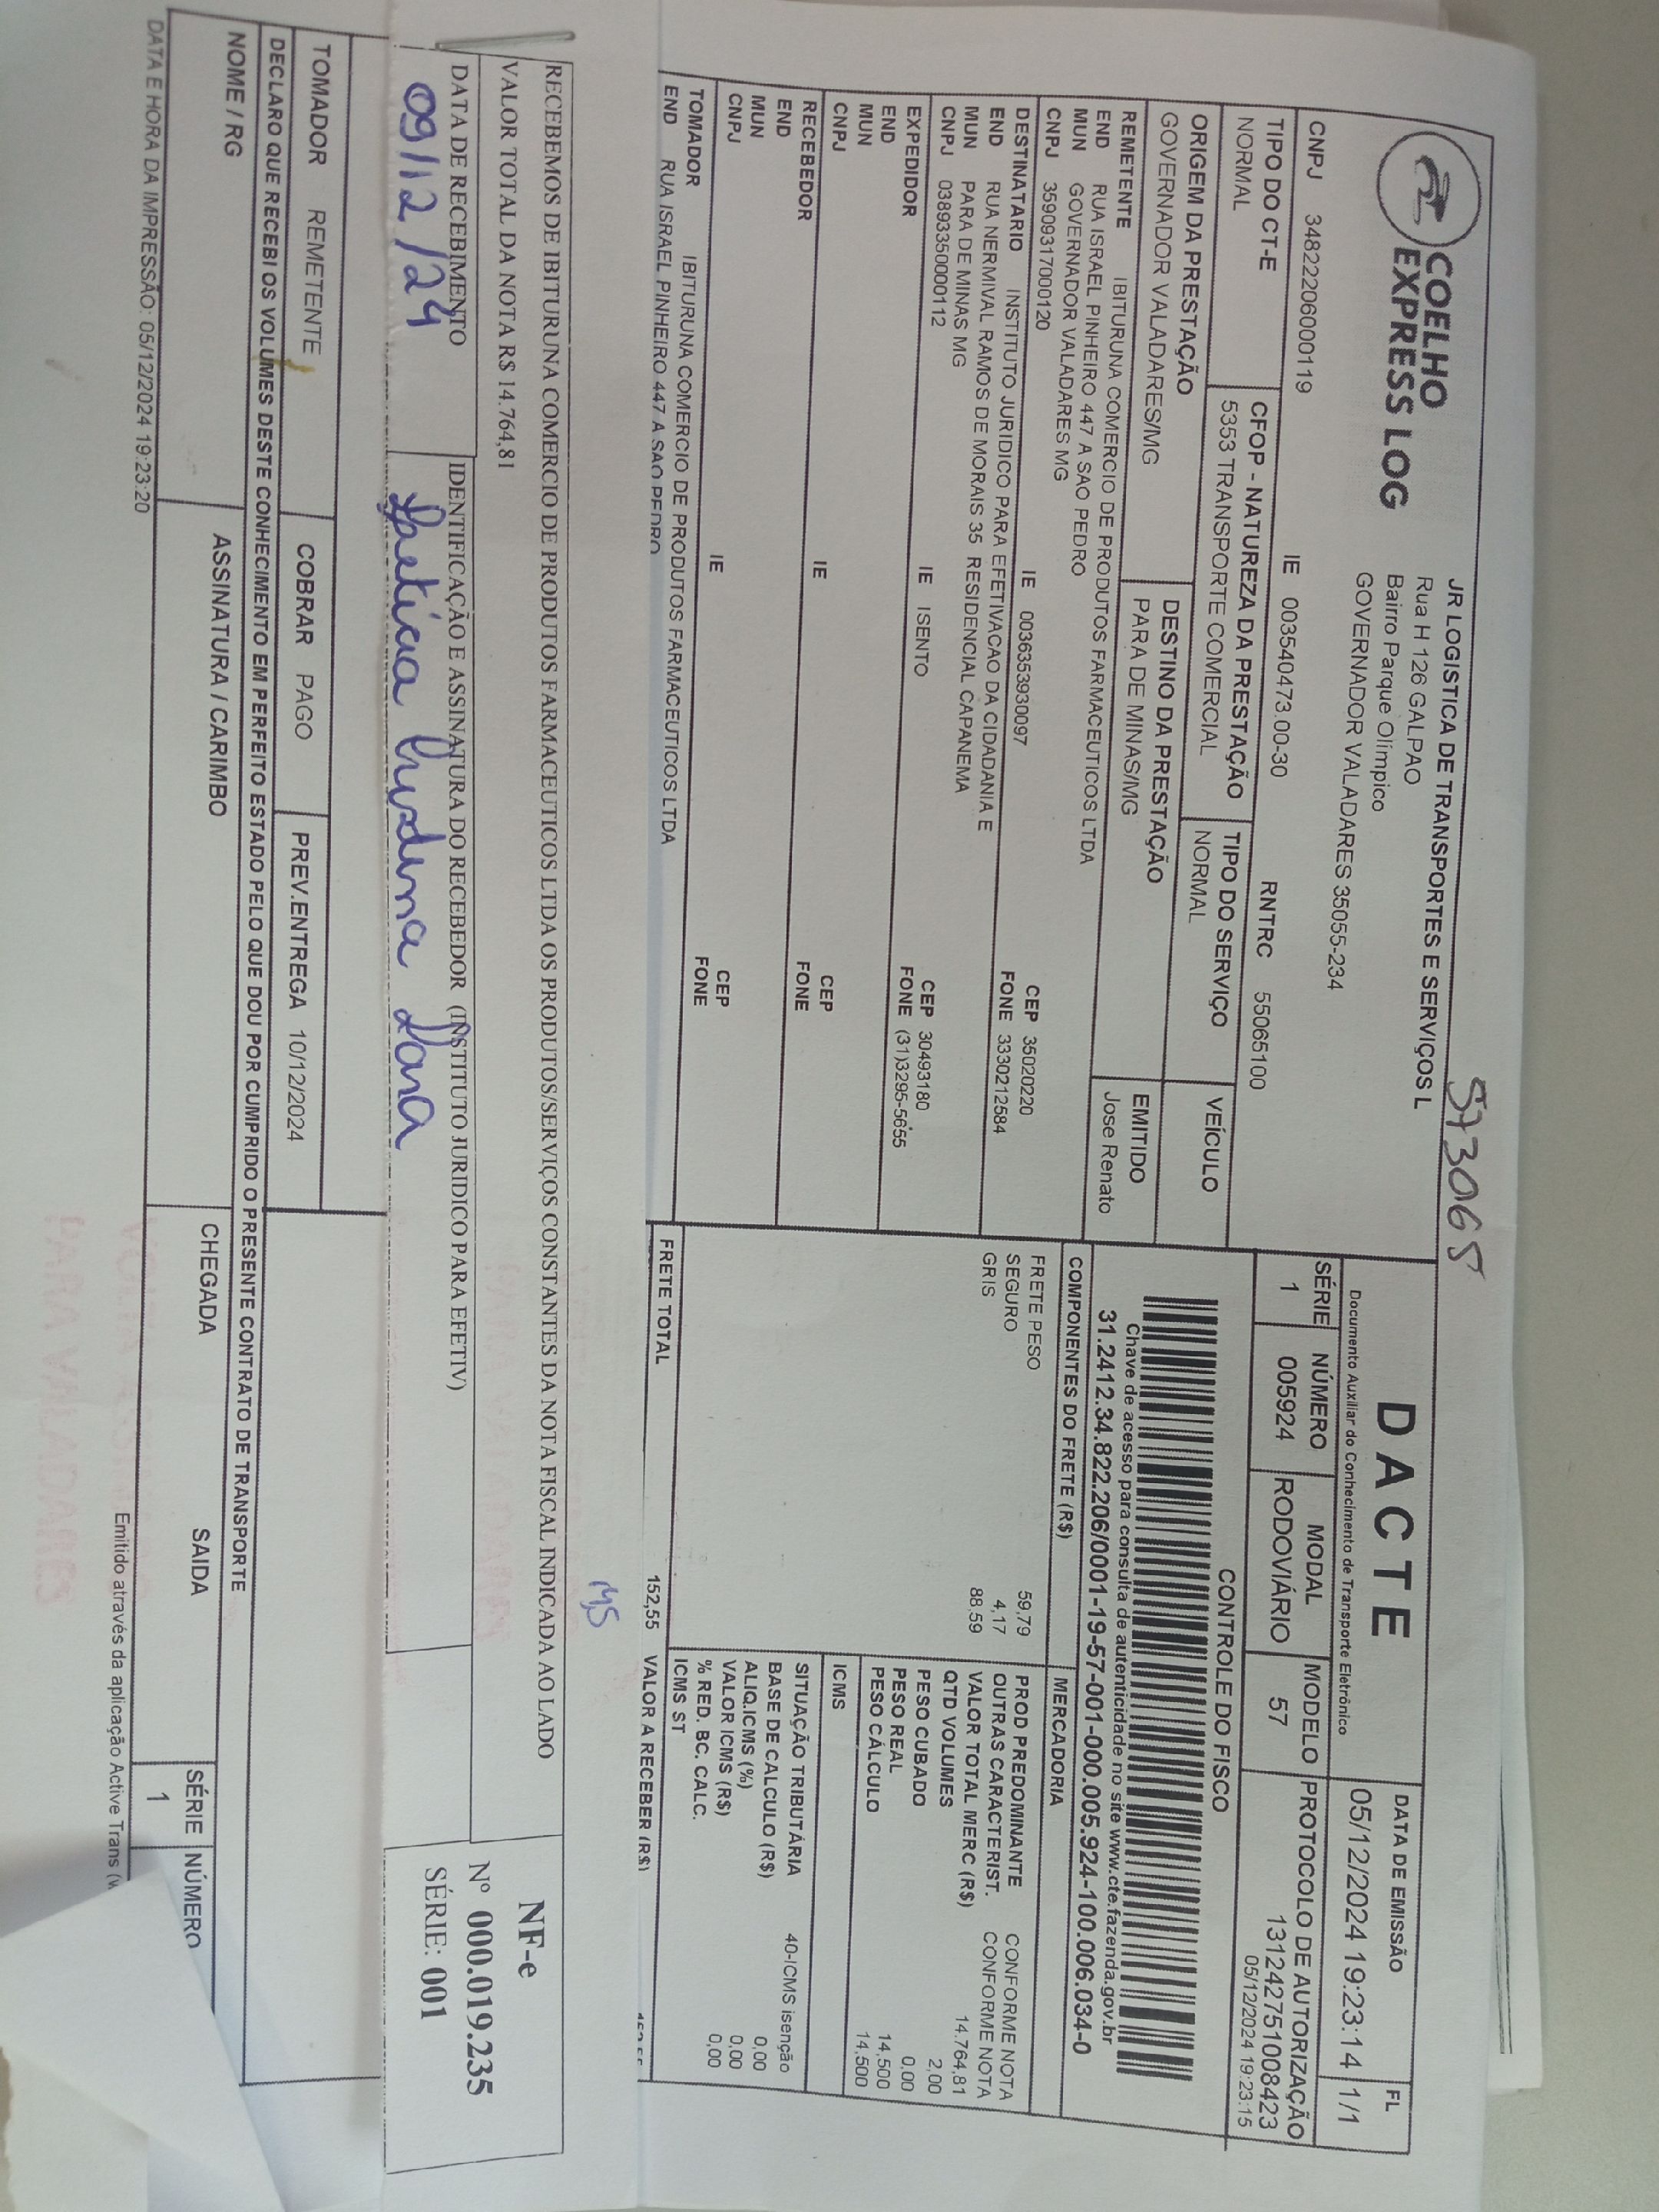 573065
COELHO
EXPRESS LOG
JR LOGISTICA DE TRANSPORTES E SERVIÇOS L
Rua H 126 GALPAO
Bairro Parque Olimpico
GOVERNADOR VALADARES 35055-234
CNPJ 34822206000119 IE 003540473.00-30 RNTRC 55065100
TIPO DO CT-E
NORMAL
CFOP - NATUREZA DA PRESTAÇÃO
5353 TRANSPORTE COMERCIAL
TIPO DO SERVIÇO
NORMAL
VEÍCULO
ORIGEM DA PRESTAÇÃO
GOVERNADOR VALADARES/MG
DESTINO DA PRESTAÇÃO
PARA DE MINAS/MG
EMITIDO
Jose Renato
DACTE
Documento Auxiliar do Conhecimento de Transporte Eletrônico
DATA DE EMISSÃO
05/12/2024 19:23:14
FL
1/1
SÉRIE
1
NÚMERO
005924
MODAL
RODOVIÁRIO
MODELO
57
PROTOCOLO DE AUTORIZAÇÃO
131242751008423
05/12/2024 19:23:15
CONTROLE DO FISCO
Chave de acesso para consulta de autenticidade no site www.cte.fazenda.gov.br
31.2412.34.822.206/0001-19-57-001-000.005.924-100.006.034-0
REMETENTE IBITURUNA COMERCIO DE PRODUTOS FARMACEUTICOS LTDA
END RUA ISRAEL PINHEIRO 447 A SAO PEDRO
MUN GOVERNADOR VALADARES MG CEP 35020220
CNPJ 35909317000120 IE 0036353930097 FONE 3330212584
DESTINATARIO INSTITUTO JURIDICO PARA EFETIVACAO DA CIDADANIA E
END RUA NERMIVAL RAMOS DE MORAIS 35 RESIDENCIAL CAPANEMA
MUN PARA DE MINAS MG CEP 30493180
CNPJ 03893350000112 IE ISENTO FONE (31)3295-5655
EXPEDIDOR
END
MUN CEP
CNPJ IE FONE
RECEBEDOR
END
MUN CEP
CNPJ IE FONE
TOMADOR IBITURUNA COMERCIO DE PRODUTOS FARMACEUTICOS LTDA
END RUA ISRAEL PINHEIRO 447 A SAO PEDRO
COMPONENTES DO FRETE (R$)
FRETE PESO 59,79
SEGURO 4,17
GRIS 88,59
FRETE TOTAL 152,55
MERCADORIA
PROD PREDOMINANTE CONFORME NOTA
OUTRAS CARACTERIST. CONFORME NOTA
VALOR TOTAL MERC (R$) 14.764,81
QTD VOLUMES 2,00
PESO CUBADO 0,00
PESO REAL 14,500
PESO CÁLCULO 14,500
ICMS
SITUAÇÃO TRIBUTÁRIA 40-ICMS isenção
BASE DE CALCULO (R$) 0,00
ALIQ.ICMS (%) 0,00
VALOR ICMS (R$) 0,00
% RED. BC. CALC.
ICMS ST
VALOR A RECEBER (R$)
RECEBEMOS DE IBITURUNA COMERCIO DE PRODUTOS FARMACEUTICOS LTDA OS PRODUTOS/SERVIÇOS CONSTANTES DA NOTA FISCAL INDICADA AO LADO
VALOR TOTAL DA NOTA R$ 14.764,81
DATA DE RECEBIMENTO
09/12/24
IDENTIFICAÇÃO E ASSINATURA DO RECEBEDOR (INSTITUTO JURIDICO PARA EFETIV)
NF-e
Nº 000.019.235
SÉRIE: 001
TOMADOR REMETENTE COBRAR PAGO PREV.ENTREGA 10/12/2024
DECLARO QUE RECEBI OS VOLUMES DESTE CONHECIMENTO EM PERFEITO ESTADO PELO QUE DOU POR CUMPRIDO O PRESENTE CONTRATO DE TRANSPORTE
NOME / RG ASSINATURA / CARIMBO CHEGADA SAIDA
SÉRIE NÚMERO
1
DATA E HORA DA IMPRESSÃO: 05/12/2024 19:23:20
Emitido através da aplicação Active Trans
PARA VALADARES